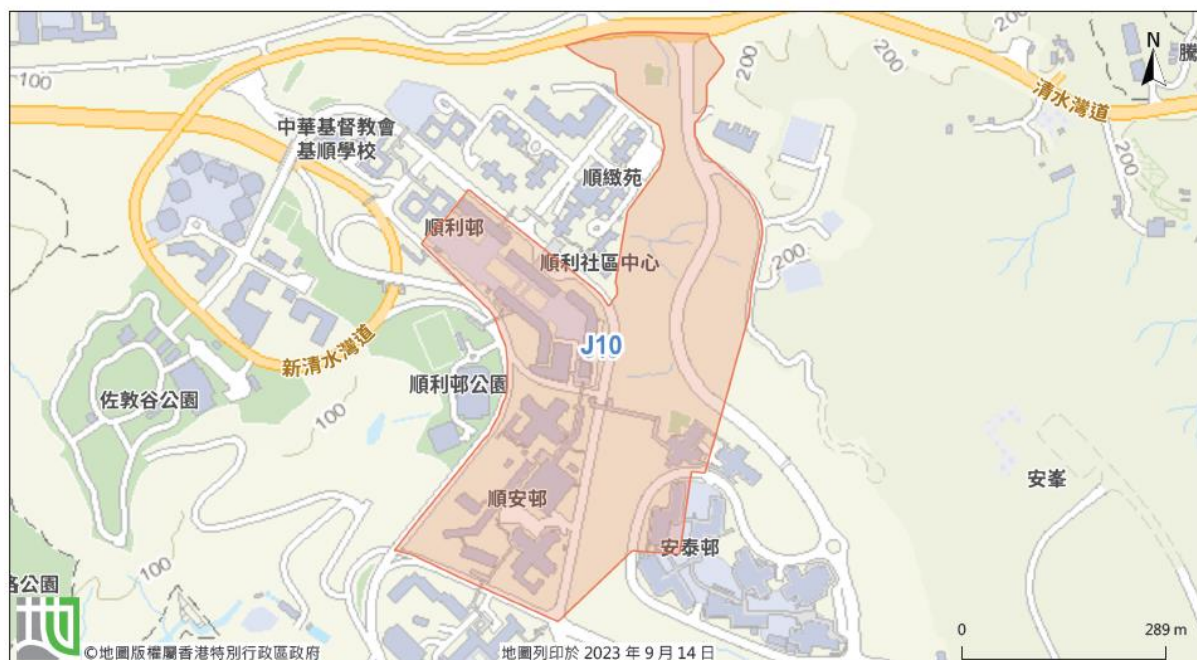 200
200
N
騰
100
清水灣道
中華基督教會
基順學校
200
200
順緻苑
順利邨
順利社區中心
200
新清水灣道
J10
順利邨公園
佐敦谷公園
100
安峯
順安邨
安泰邨
100
洺公園
©地圖版權屬香港特別行政區政府
地圖列印於 2023 年 9 月 14 日
0
289 m